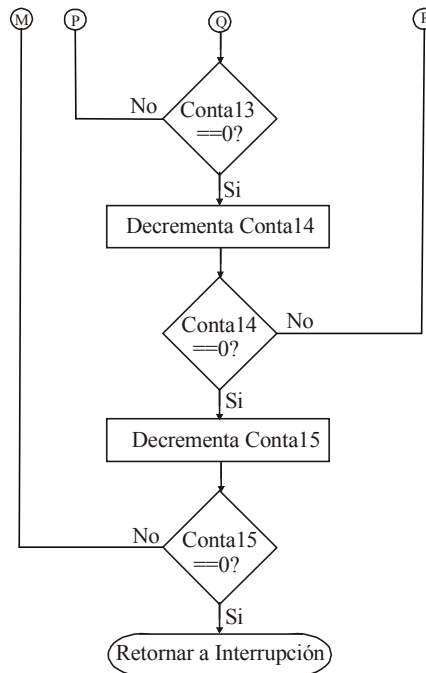 M P Q
No
Conta13
==0?
Si
Decrementa Conta14
Conta14
==0?
No
Si
Decrementa Conta15
No
Conta15
==0?
Si
Retornar a Interrupción